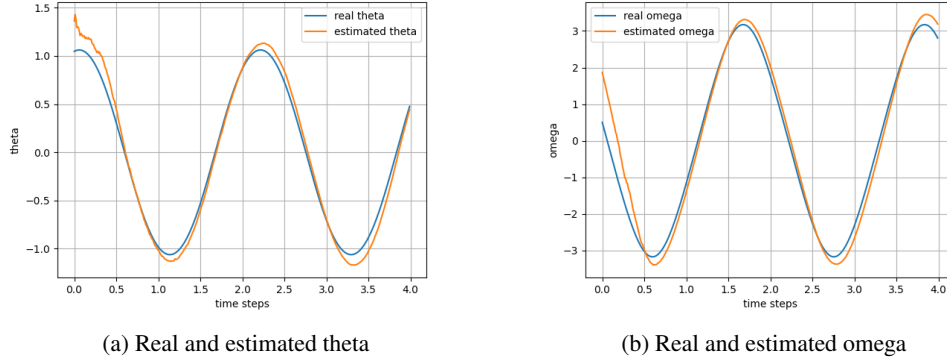 real theta
estimated theta
1.5
1.0
0.5
0.0
−0.5
−1.0
theta
0.0 0.5 1.0 1.5 2.0 2.5 3.0 3.5 4.0
time steps
(a) Real and estimated theta
real omega
estimated omega
3
2
1
0
−1
−2
−3
omega
0.0 0.5 1.0 1.5 2.0 2.5 3.0 3.5 4.0
time steps
(b) Real and estimated omega